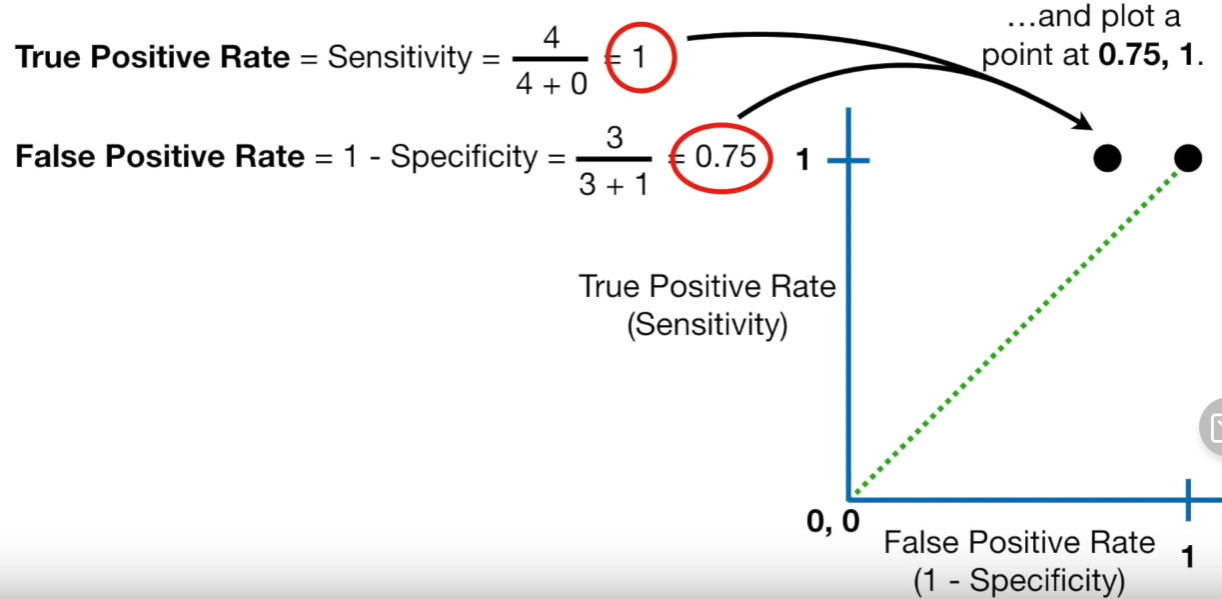 …and plot a
point at 0.75, 1.
True Positive Rate = Sensitivity = 4 / 4 + 0 = 1
False Positive Rate = 1 - Specificity = 3 / 3 + 1 = 0.75
1
True Positive Rate
(Sensitivity)
0, 0
False Positive Rate
(1 - Specificity)
1